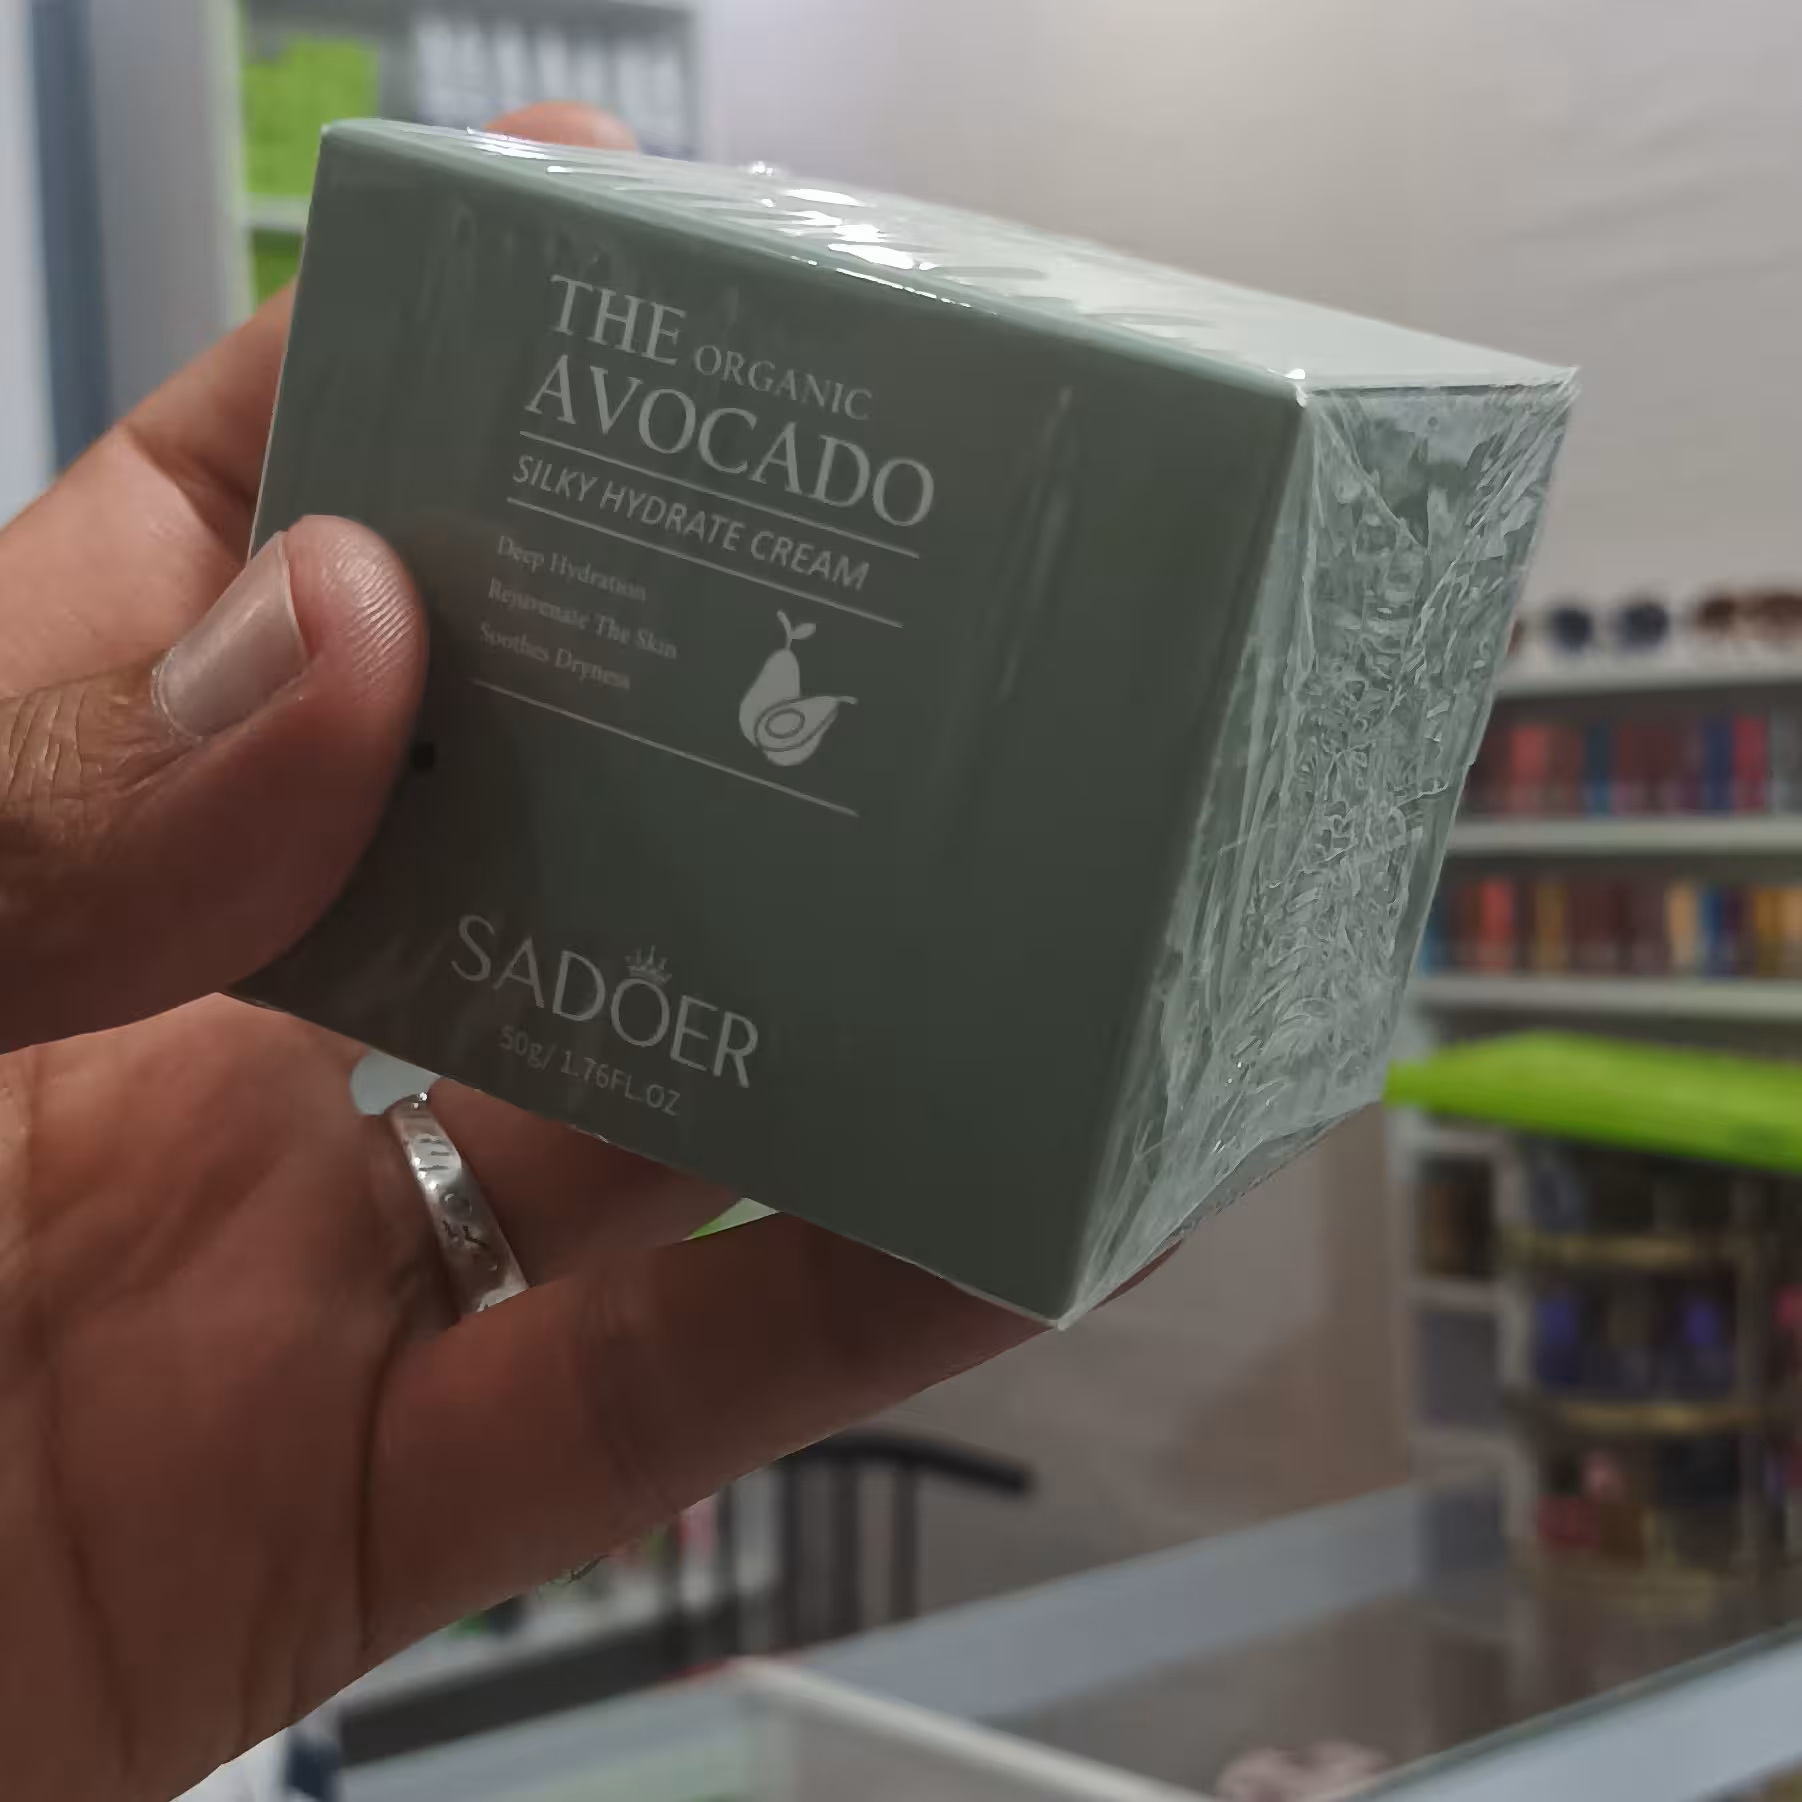 THE ORGANIC
AVOCADO
SILKY HYDRATE CREAM
Deep Hydration
Rejuvenate The Skin
Soothes Dryness
SADOER
50g/ 1.76FL.OZ